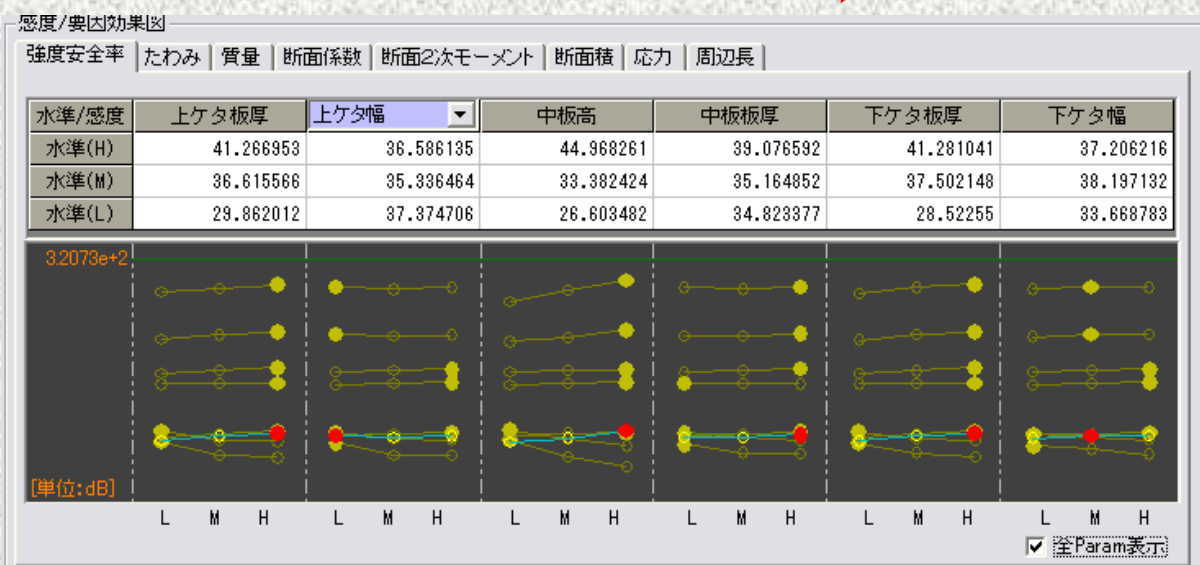 感度/要因効果図
強度安全率 たわみ 質量 断面係数 断面2次モーメント 断面積 応力 周辺長
水準/感度 上ケタ板厚 上ケタ幅 中板高 中板板厚 下ケタ板厚 下ケタ幅
水準(H) 41.266953 36.586135 44.968261 39.076592 41.281041 37.206216
水準(M) 36.615566 35.336464 33.382424 35.164852 37.502148 38.197132
水準(L) 29.862012 37.374706 26.603482 34.823377 28.52255 33.668783
3.2073e+2
[単位:dB]
L M H L M H L M H L M H L M H L M H
全Param表示